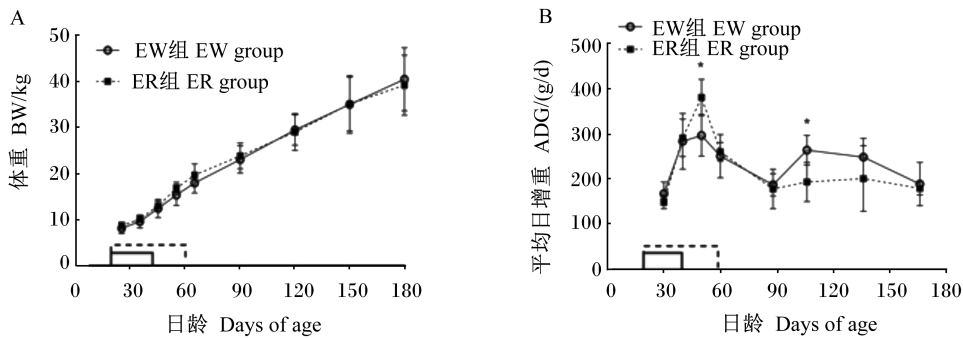 A
50
40
30
20
10
0
体重 BW/kg
EW组 EW group
ER组 ER group
0 30 60 90 120 150 180
日龄 Days of age
B
500
400
300
200
100
0
平均日增重 ADG/(g/d)
EW组 EW group
ER组 ER group
*
*
0 30 60 90 120 150 180
日龄 Days of age